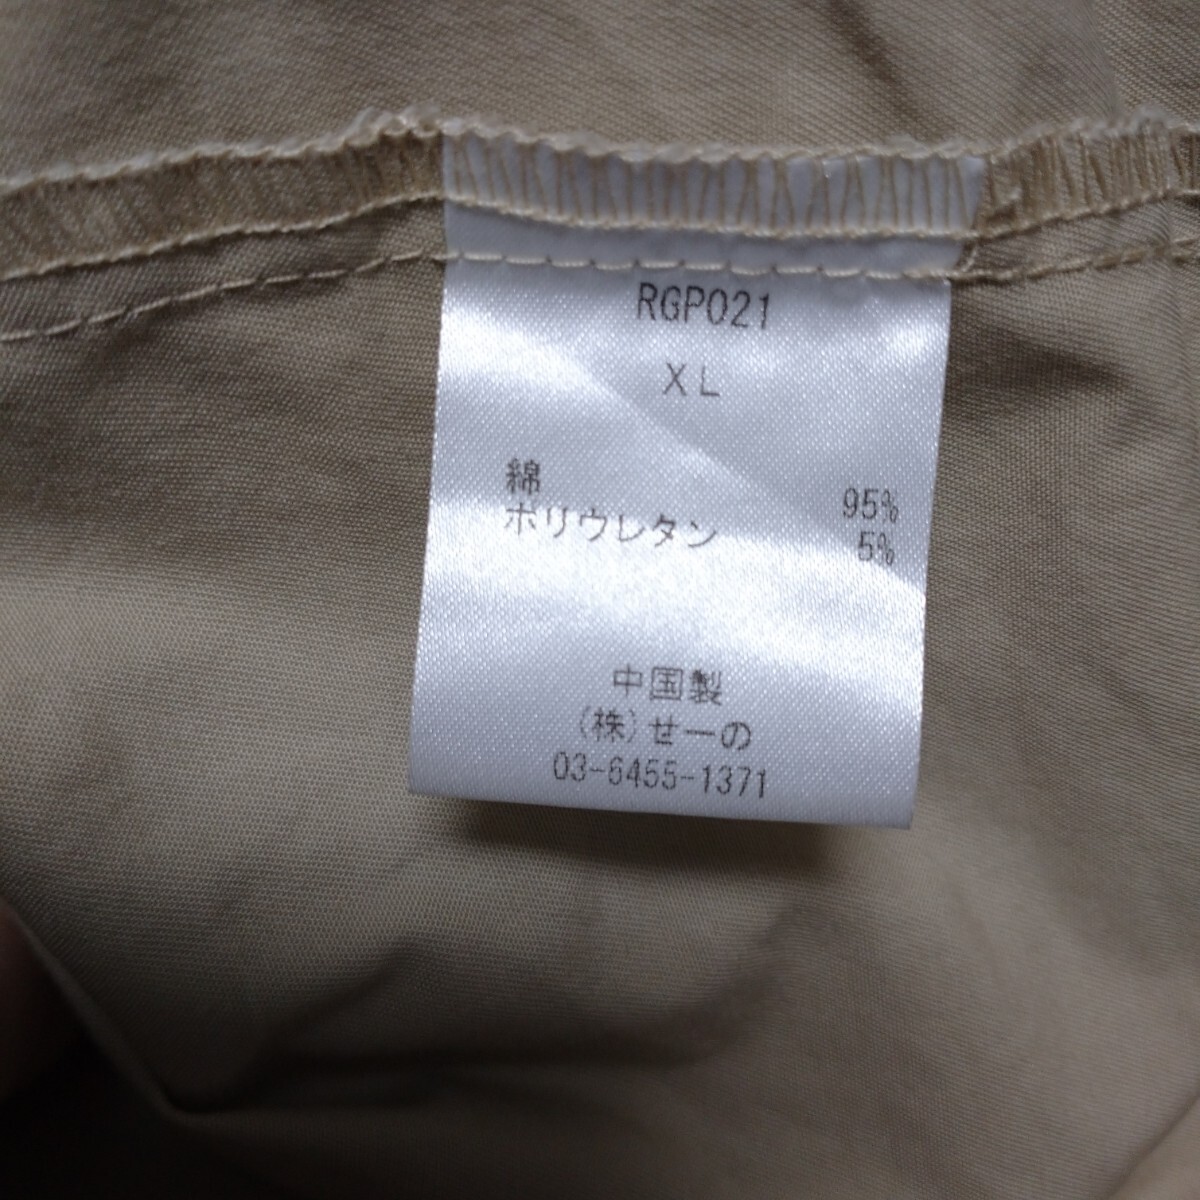 RGP021
XL
綿 95%
ポリウレタン 5%
中国製
(株)せーの
03-6455-1371